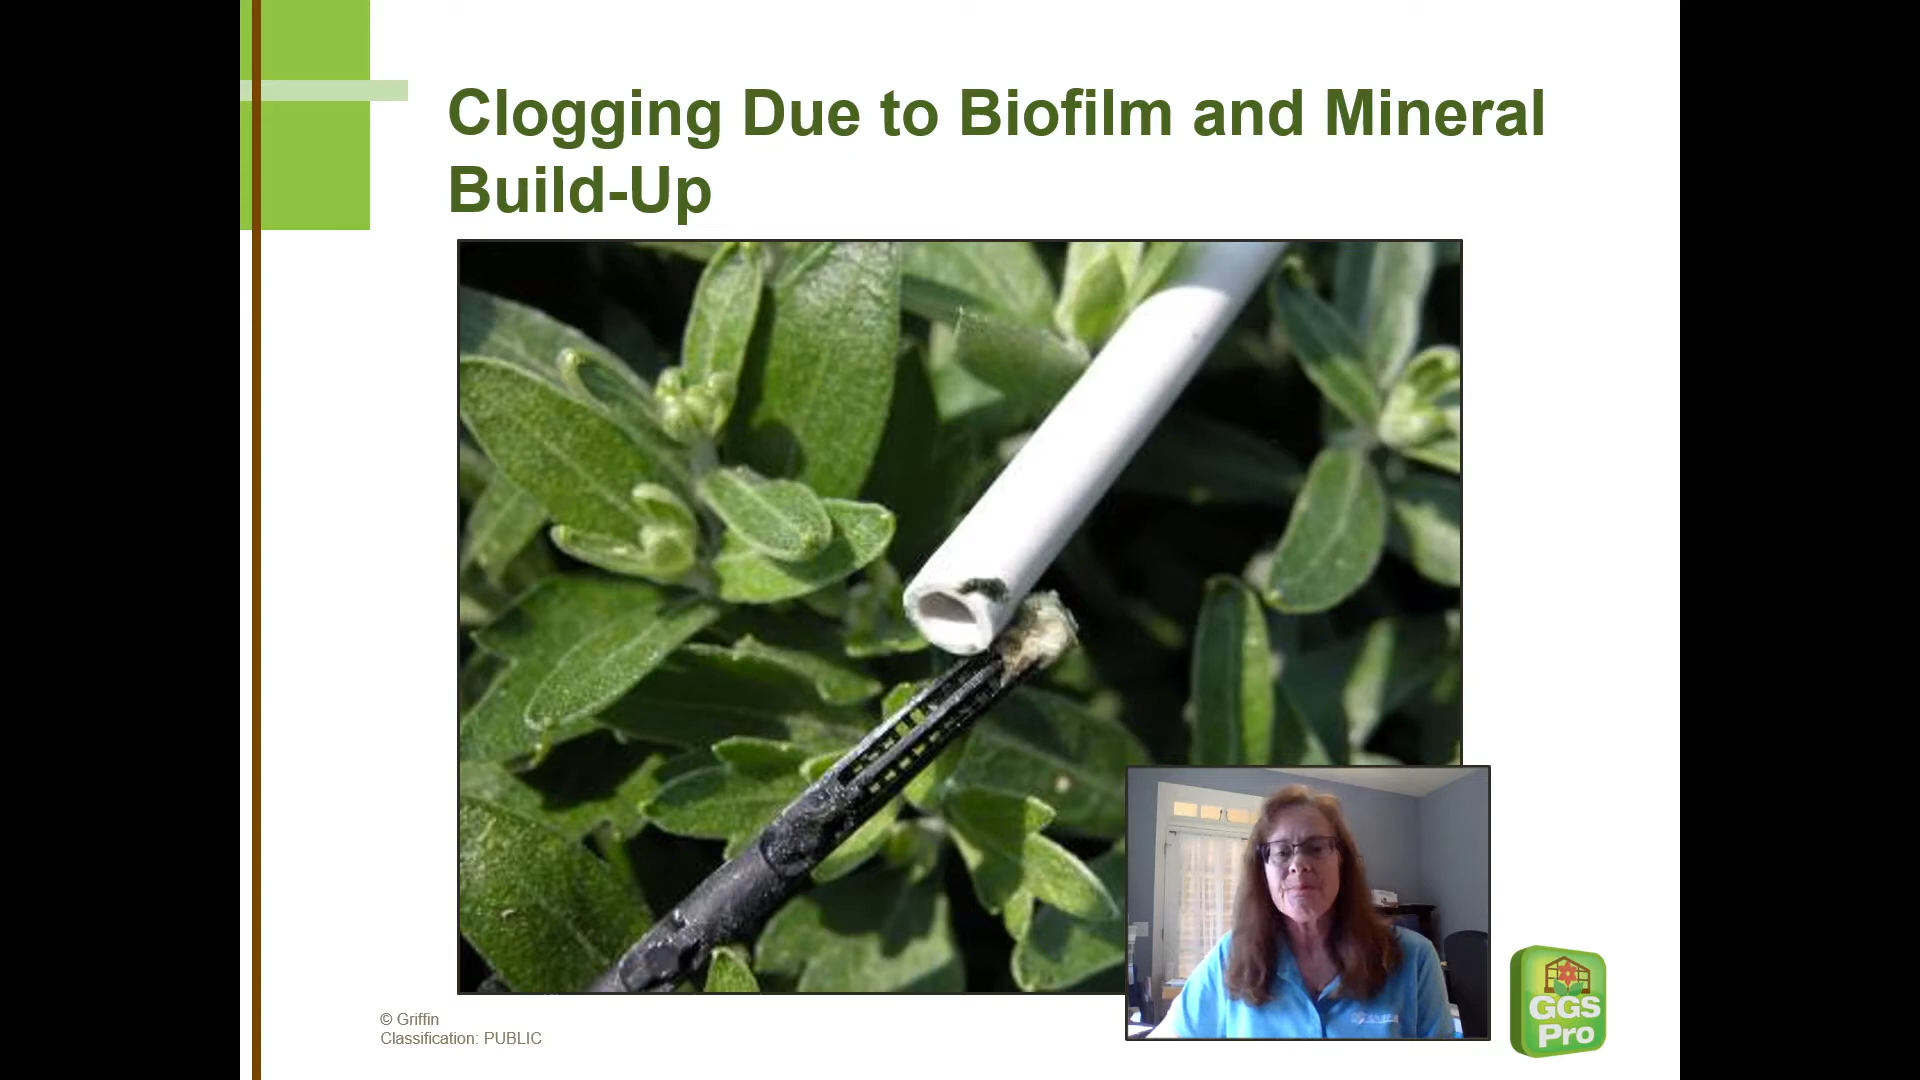 Clogging Due to Biofilm and Mineral
Build-Up
© Griffin
Classification: PUBLIC
GGS
Pro